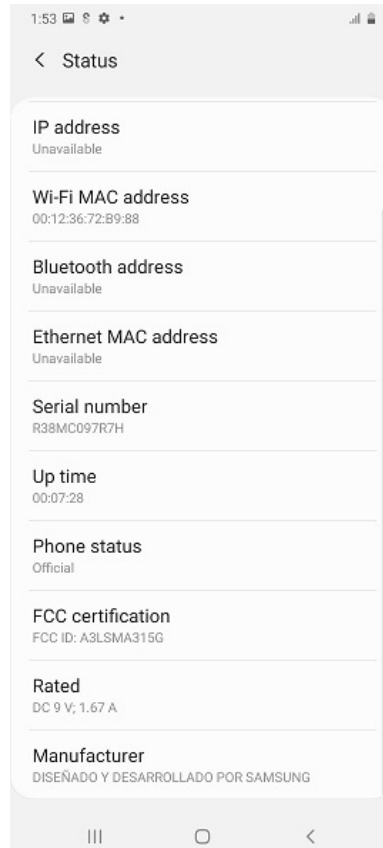 1:53
Status
IP address
Unavailable
Wi-Fi MAC address
00:12:36:72:B9:88
Bluetooth address
Unavailable
Ethernet MAC address
Unavailable
Serial number
R38MC097R7H
Up time
00:07:28
Phone status
Official
FCC certification
FCC ID: A3LSMA315G
Rated
DC 9 V; 1.67 A
Manufacturer
DISEÑADO Y DESARROLLADO POR SAMSUNG